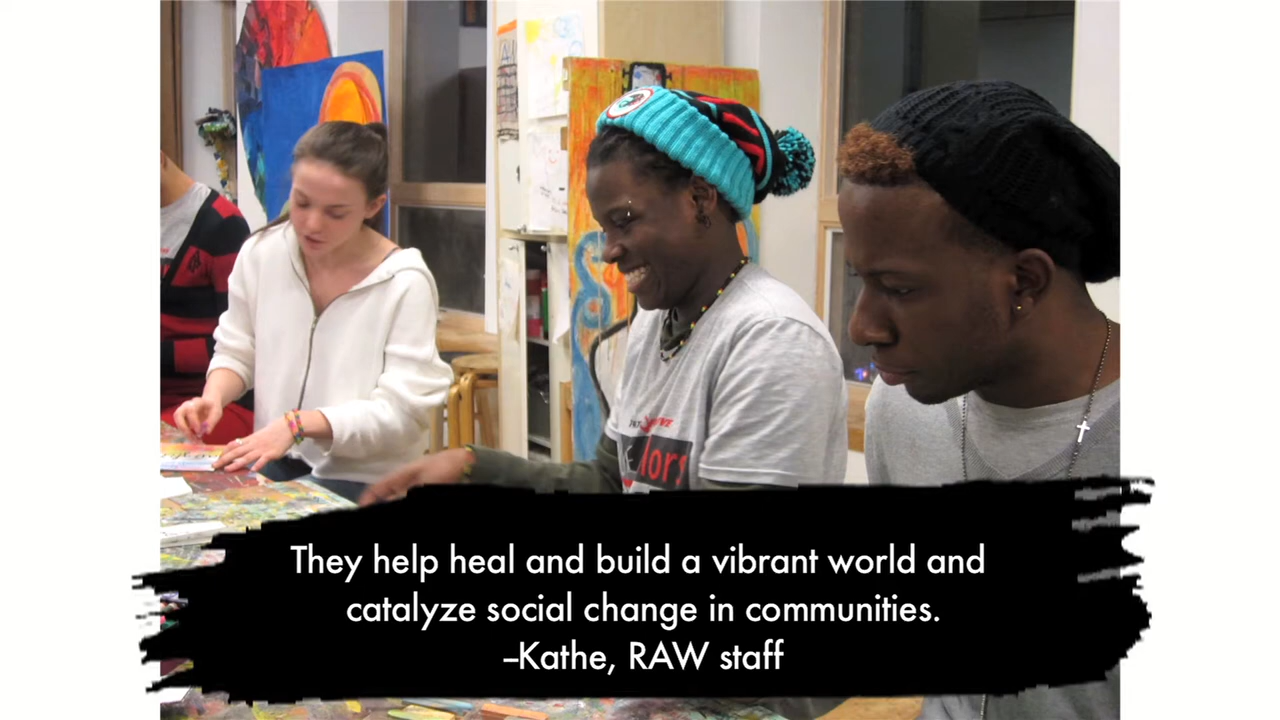 They help heal and build a vibrant world and
catalyze social change in communities.
–Kathe, RAW staff